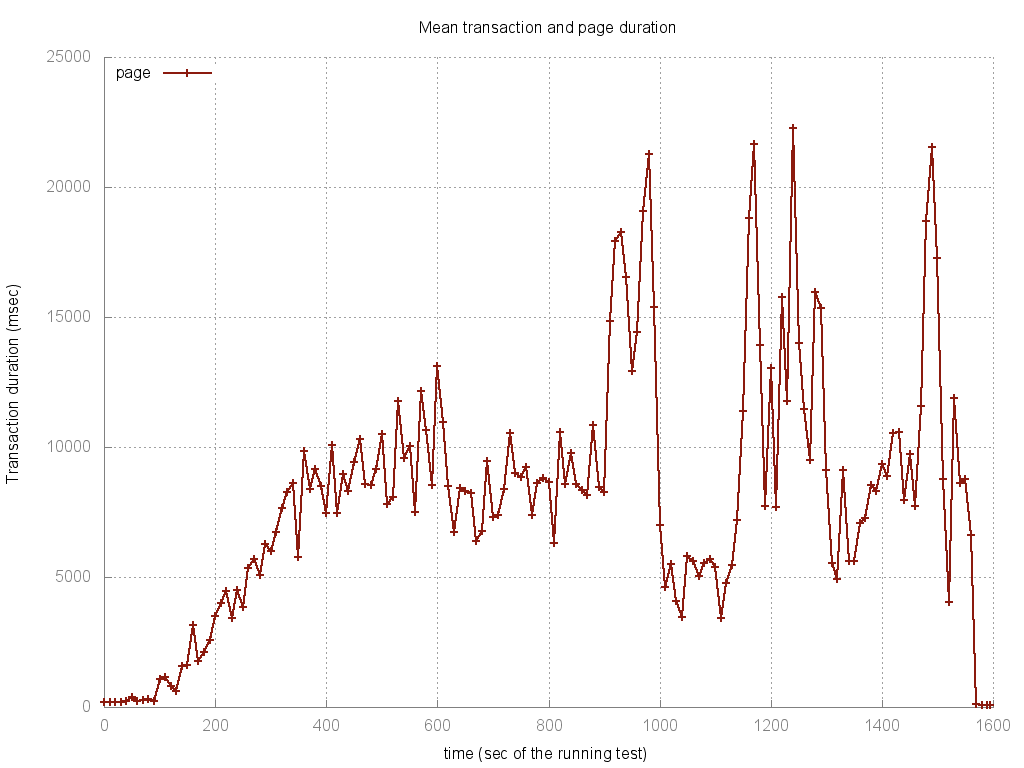 Mean transaction and page duration
25000
page
20000
15000
Transaction duration (msec)
10000
5000
0
0 200 400 600 800 1000 1200 1400 1600
time (sec of the running test)